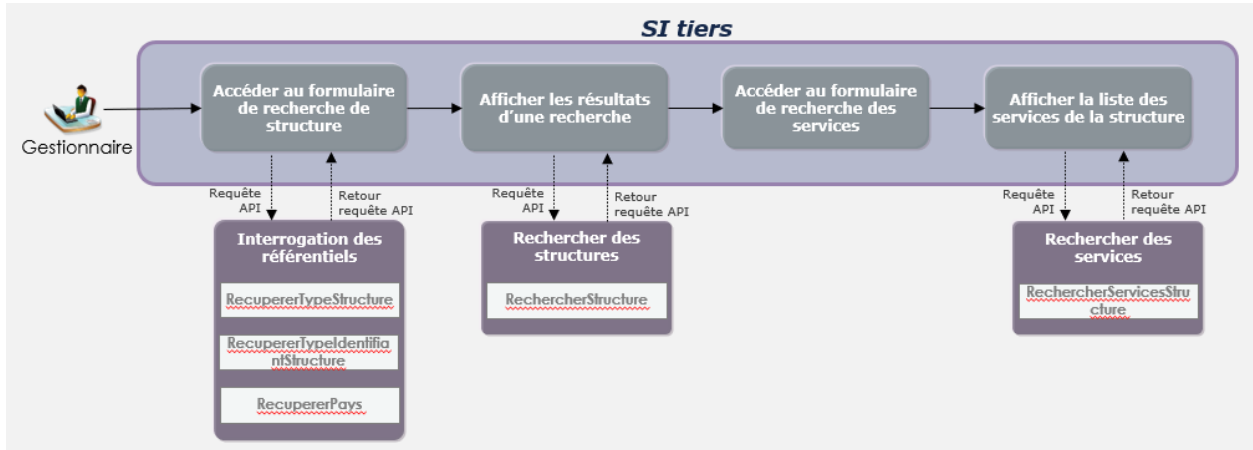 SI tiers
Gestionnaire
Accéder au formulaire
de recherche de
structure
Afficher les résultats
d'une recherche
Accéder au formulaire
de recherche des
services
Afficher la liste des
services de la structure
Requête
API
Retour
requête API
Requête
API
Retour
requête API
Requête
API
Retour
requête API
Interrogation des
référentiels
RecupererTypeStructure
RecupererTypeIdentifia
ntStructure
RecupererPays
Rechercher des
structures
RechercherStructure
Rechercher des
services
RechercherServicesStru
cture